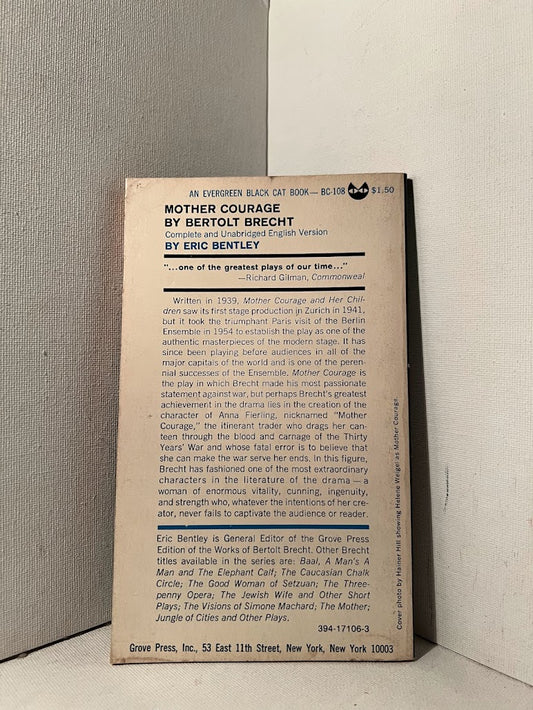 AN EVERGREEN BLACK CAT BOOK— BC-108 $1.50
MOTHER COURAGE
BY BERTOLT BRECHT
Complete and Unabridged English Version
BY ERIC BENTLEY
"...one of the greatest plays of our time..."
—Richard Gilman, Commonweal
Written in 1939, Mother Courage and Her Chil-
dren saw its first stage production in Zurich in 1941,
but it took the triumphant Paris visit of the Berlin
Ensemble in 1954 to establish the play as one of the
authentic masterpieces of the modern stage. It has
since been playing before audiences in all of the
major capitals of the world and is one of the peren-
nial successes of the Ensemble. Mother Courage is
the play in which Brecht made his most passionate
statement against war, but perhaps Brecht's greatest
achievement in the drama lies in the creation of the
character of Anna Fierling, nicknamed "Mother
Courage," the itinerant trader who drags her can-
teen through the blood and carnage of the Thirty
Years' War and whose fatal error is to believe that
she can make the war serve her ends. In this figure,
Brecht has fashioned one of the most extraordinary
characters in the literature of the drama—a
woman of enormous vitality, cunning, ingenuity,
and strength who, whatever the intentions of her cre-
ator, never fails to captivate the audience or reader.
Eric Bentley is General Editor of the Grove Press
Edition of the Works of Bertolt Brecht. Other Brecht
titles available in the series are: Baal, A Man's A
Man and The Elephant Calf; The Caucasian Chalk
Circle; The Good Woman of Setzuan; The Three-
penny Opera; The Jewish Wife and Other Short
Plays; The Visions of Simone Machard; The Mother;
Jungle of Cities and Other Plays.
394-17106-3
Grove Press, Inc., 53 East 11th Street, New York, New York 10003
Cover photo by Hainer Hill showing Helene Weigel as Mother Courage.